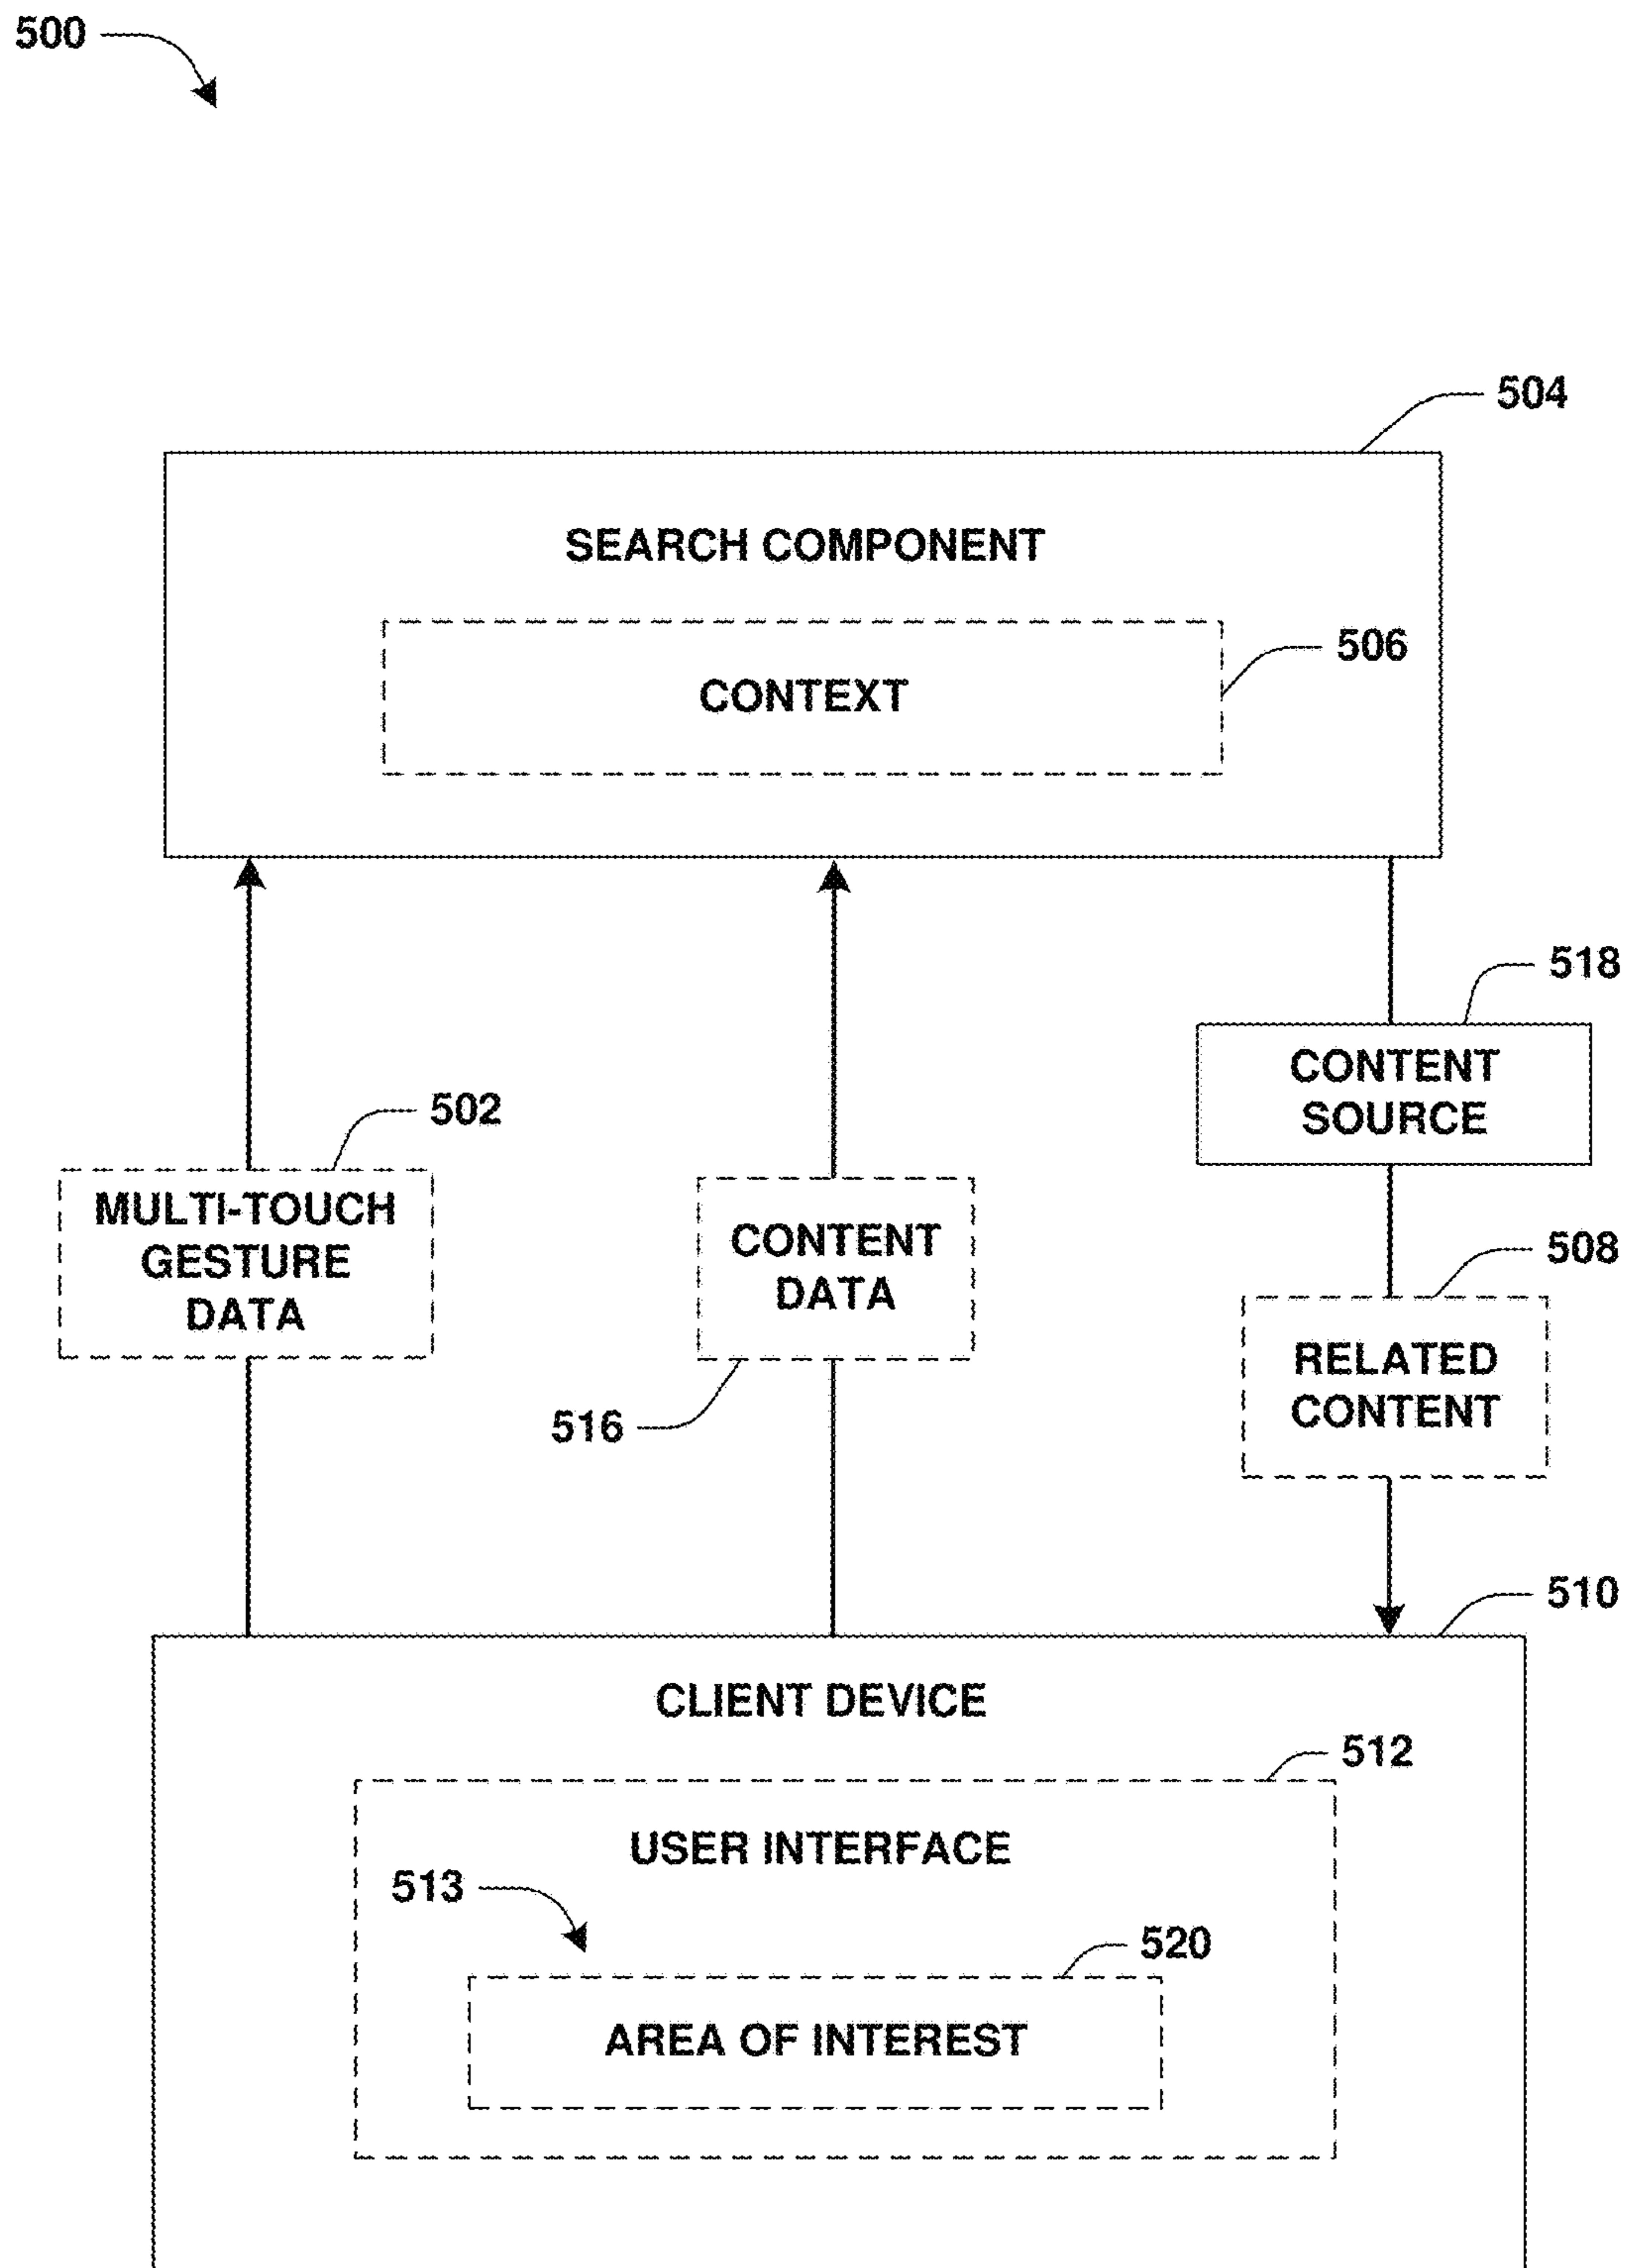 500
504
SEARCH COMPONENT
506
CONTEXT
518
CONTENT
SOURCE
502
MULTI-TOUCH
GESTURE
DATA
CONTENT
DATA
516
508
RELATED
CONTENT
510
CLIENT DEVICE
512
USER INTERFACE
513
520
AREA OF INTEREST